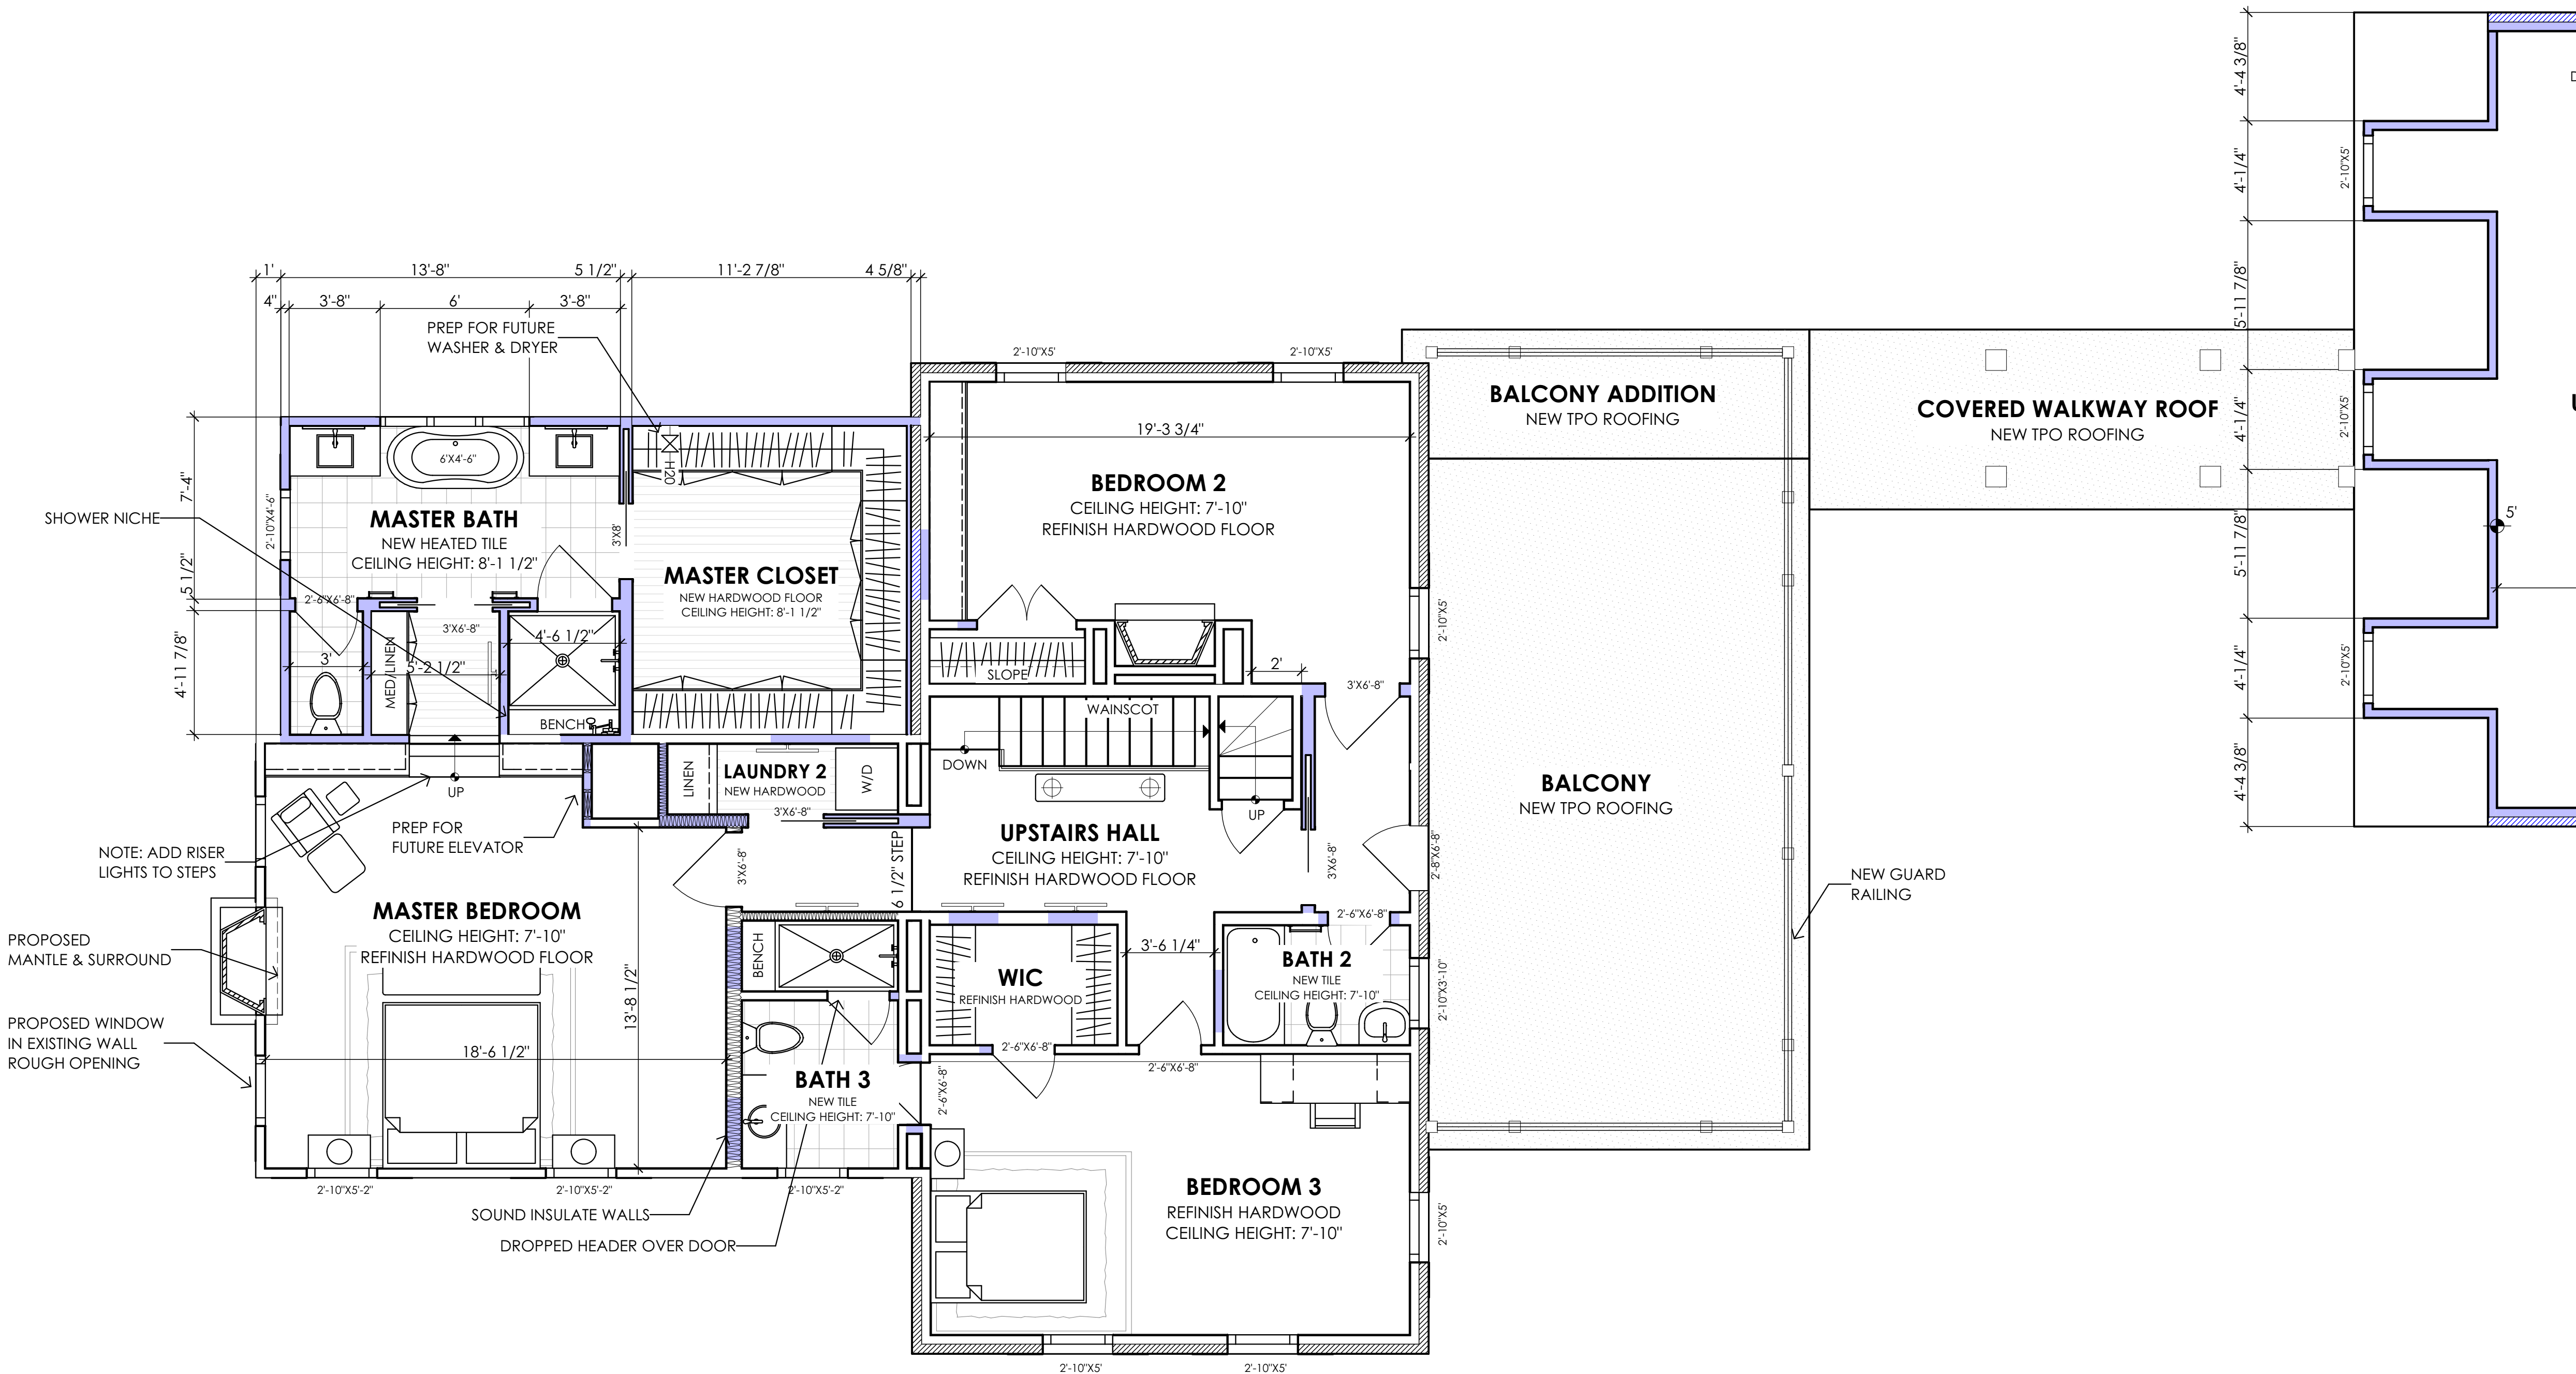 4'-4 3/8"
4'-1/4"
2'-10"X5'
5'-11 7/8"
1'
13'-8"
5 1/2"
11'-2 7/8"
4 5/8"
4"
3'-8"
6'
3'-8"
PREP FOR FUTURE
WASHER & DRYER
2'-10"X5'
2'-10"X5'
BALCONY ADDITION
NEW TPO ROOFING
COVERED WALKWAY ROOF
NEW TPO ROOFING
4'-1/4"
2'-10"X5'
19'-3 3/4"
6'X4'-6"
H20
7'-4"
SHOWER NICHE
2'-10"X4'-6"
MASTER BATH
NEW HEATED TILE
CEILING HEIGHT: 8'-1 1/2"
3'X8'
BEDROOM 2
CEILING HEIGHT: 7'-10"
REFINISH HARDWOOD FLOOR
5'
5'-11 7/8"
5 1/2"
MASTER CLOSET
NEW HARDWOOD FLOOR
CEILING HEIGHT: 8'-1 1/2"
2'-6"X6'-8"
3'X6'-8"
4'-6 1/2"
2'-10"X5'
4'-11 7/8"
3'
MED/LINEN
5'-2 1/2"
SLOPE
2'
3'X6'-8"
4'-1/4"
2'-10"X5'
BENCH
WAINSCOT
DOWN
LINEN
LAUNDRY 2
NEW HARDWOOD
W/D
3'X6'-8"
UP
UP
BALCONY
NEW TPO ROOFING
4'-4 3/8"
PREP FOR
FUTURE ELEVATOR
NOTE: ADD RISER
LIGHTS TO STEPS
3'X6'-8"
6 1/2" STEP
UPSTAIRS HALL
CEILING HEIGHT: 7'-10"
REFINISH HARDWOOD FLOOR
3'X6'-8"
2'-8"X6'-8"
NEW GUARD
RAILING
MASTER BEDROOM
CEILING HEIGHT: 7'-10"
REFINISH HARDWOOD FLOOR
2'-6"X6'-8"
PROPOSED
MANTLE & SURROUND
BENCH
3'-6 1/4"
BATH 2
NEW TILE
CEILING HEIGHT: 7'-10"
2'-10"X3'-10"
WIC
REFINISH HARDWOOD
13'-8 1/2"
PROPOSED WINDOW
IN EXISTING WALL
ROUGH OPENING
18'-6 1/2"
2'-6"X6'-8"
2'-6"X6'-8"
BATH 3
NEW TILE
CEILING HEIGHT: 7'-10"
2'-6"X6'-8"
2'-10"X5'-2"
2'-10"X5'-2"
2'-10"X5'-2"
SOUND INSULATE WALLS
DROPPED HEADER OVER DOOR
BEDROOM 3
REFINISH HARDWOOD
CEILING HEIGHT: 7'-10"
2'-10"X5'
2'-10"X5'
2'-10"X5'